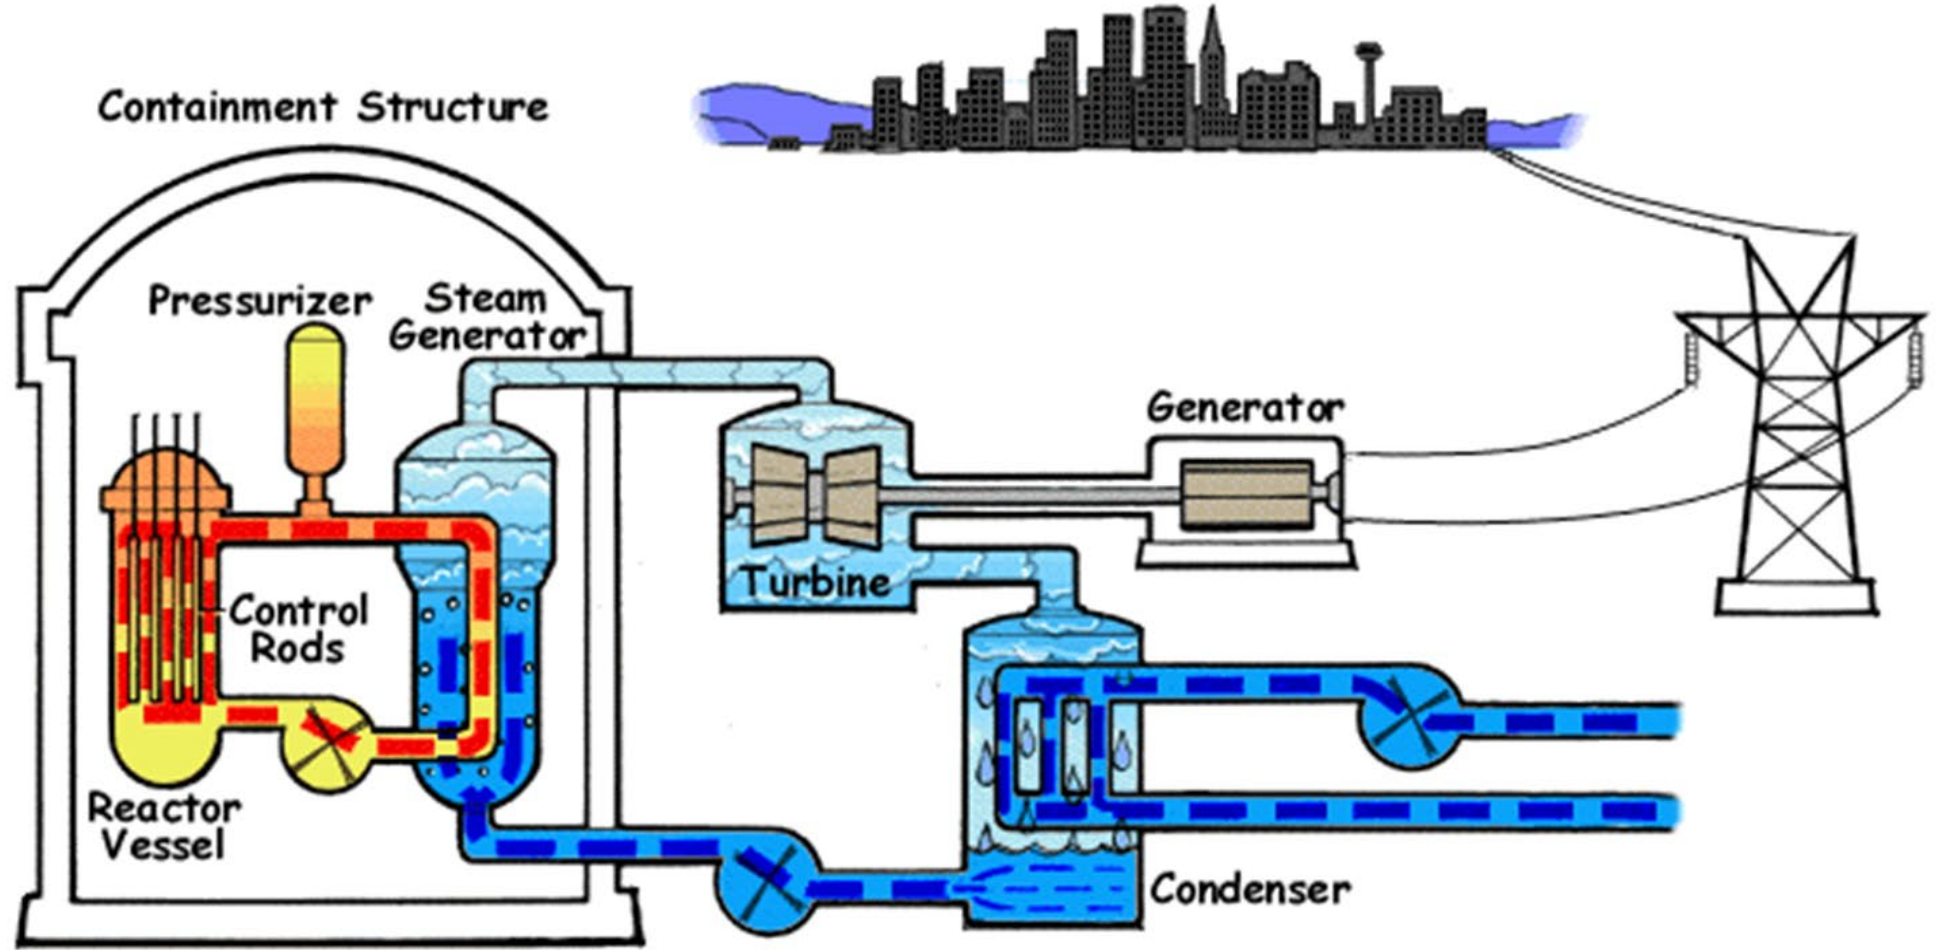 Containment Structure
Pressurizer
Steam
Generator
Generator
Control
Rods
Turbine
Reactor
Vessel
Condenser